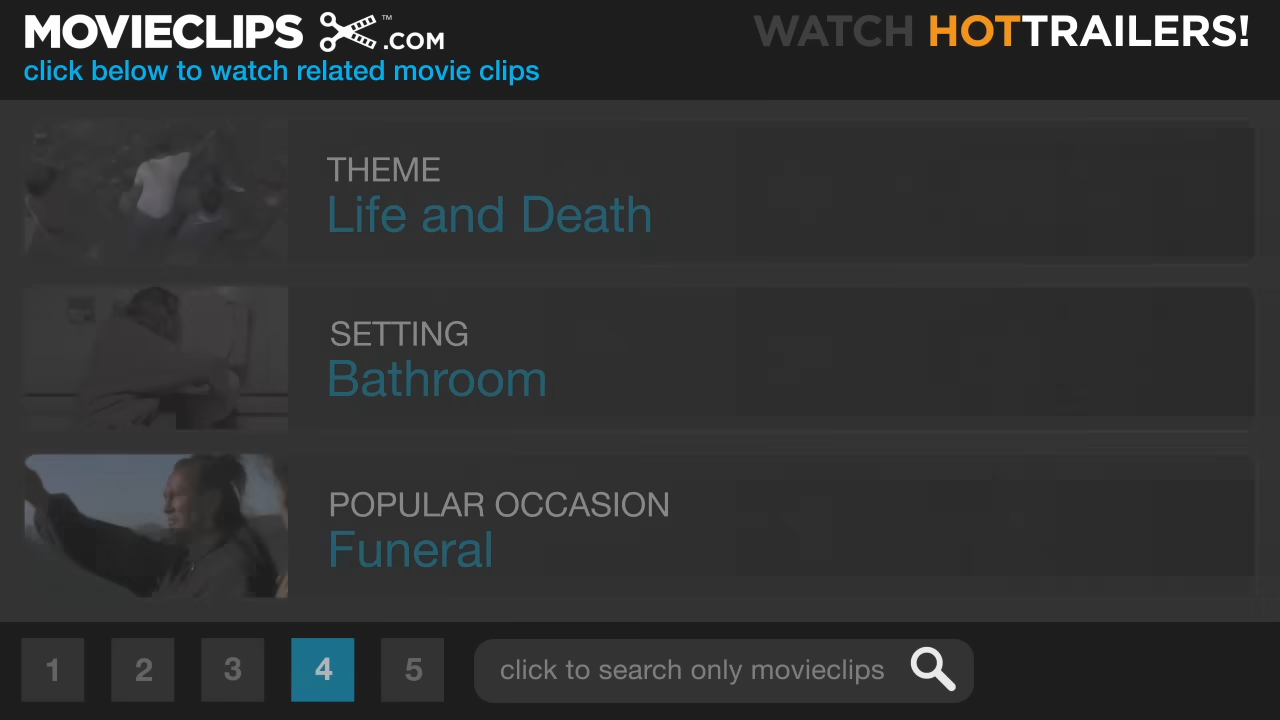 MOVIECLIPS ™ .COM
WATCH HOTTRAILERS!
click below to watch related movie clips
THEME
Life and Death
SETTING
Bathroom
POPULAR OCCASION
Funeral
1 2 3 4 5 click to search only movieclips